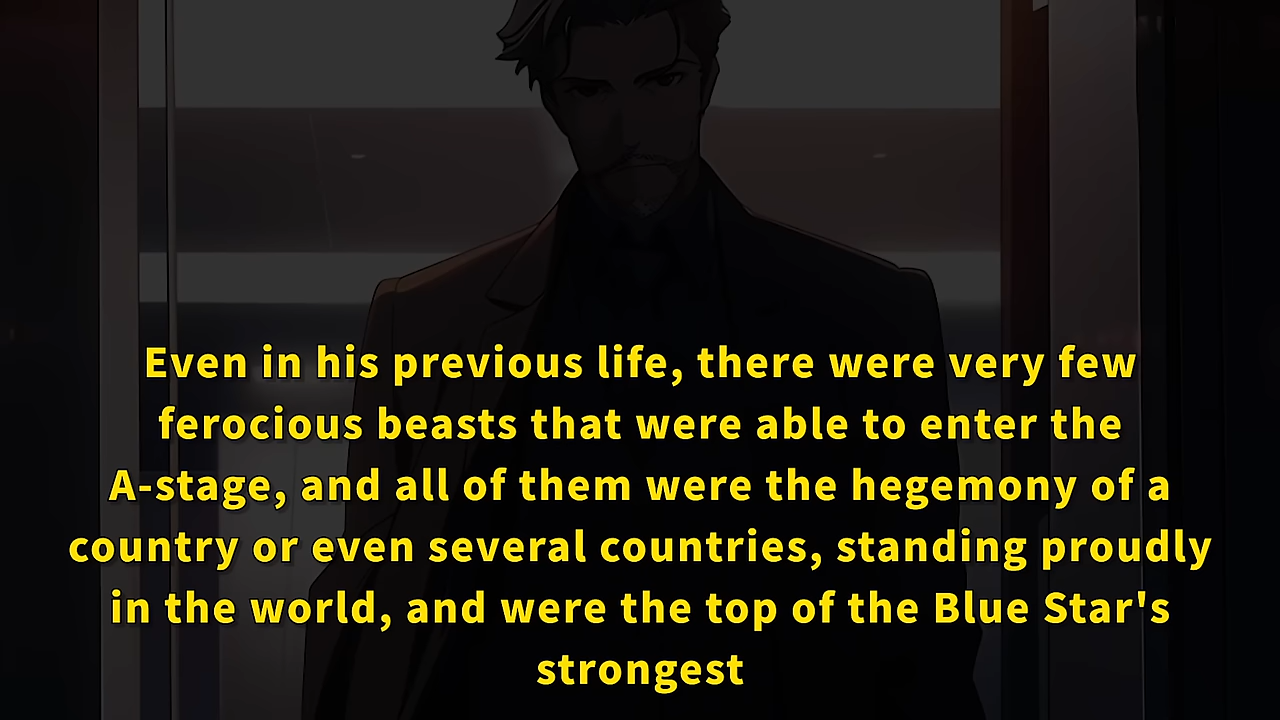 Even in his previous life, there were very few
ferocious beasts that were able to enter the
A-stage, and all of them were the hegemony of a
country or even several countries, standing proudly
in the world, and were the top of the Blue Star's
strongest